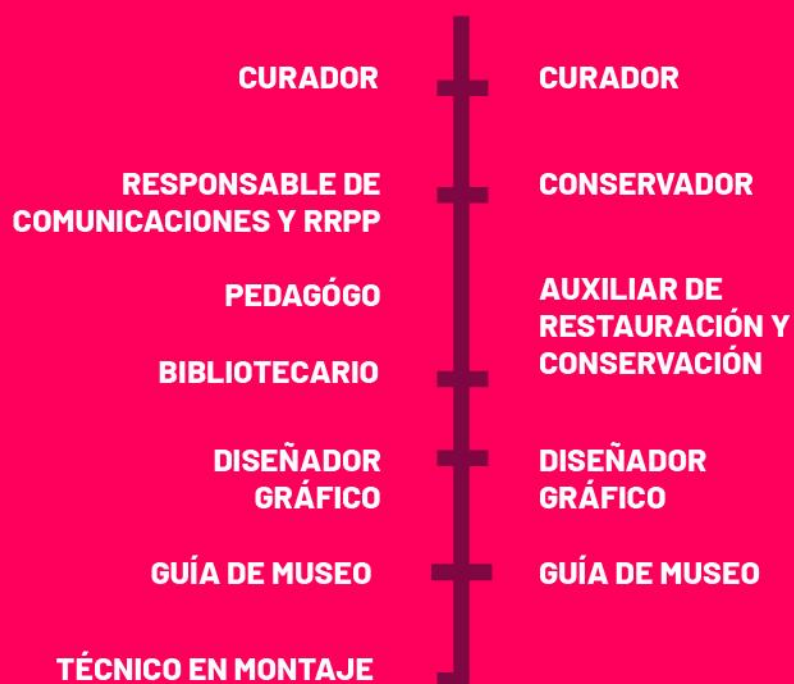 CURADOR
RESPONSABLE DE
COMUNICACIONES Y RRPP
PEDAGÓGO
BIBLIOTECARIO
DISEÑADOR
GRÁFICO
GUÍA DE MUSEO
TÉCNICO EN MONTAJE
CURADOR
CONSERVADOR
AUXILIAR DE
RESTAURACIÓN Y
CONSERVACIÓN
DISEÑADOR
GRÁFICO
GUÍA DE MUSEO